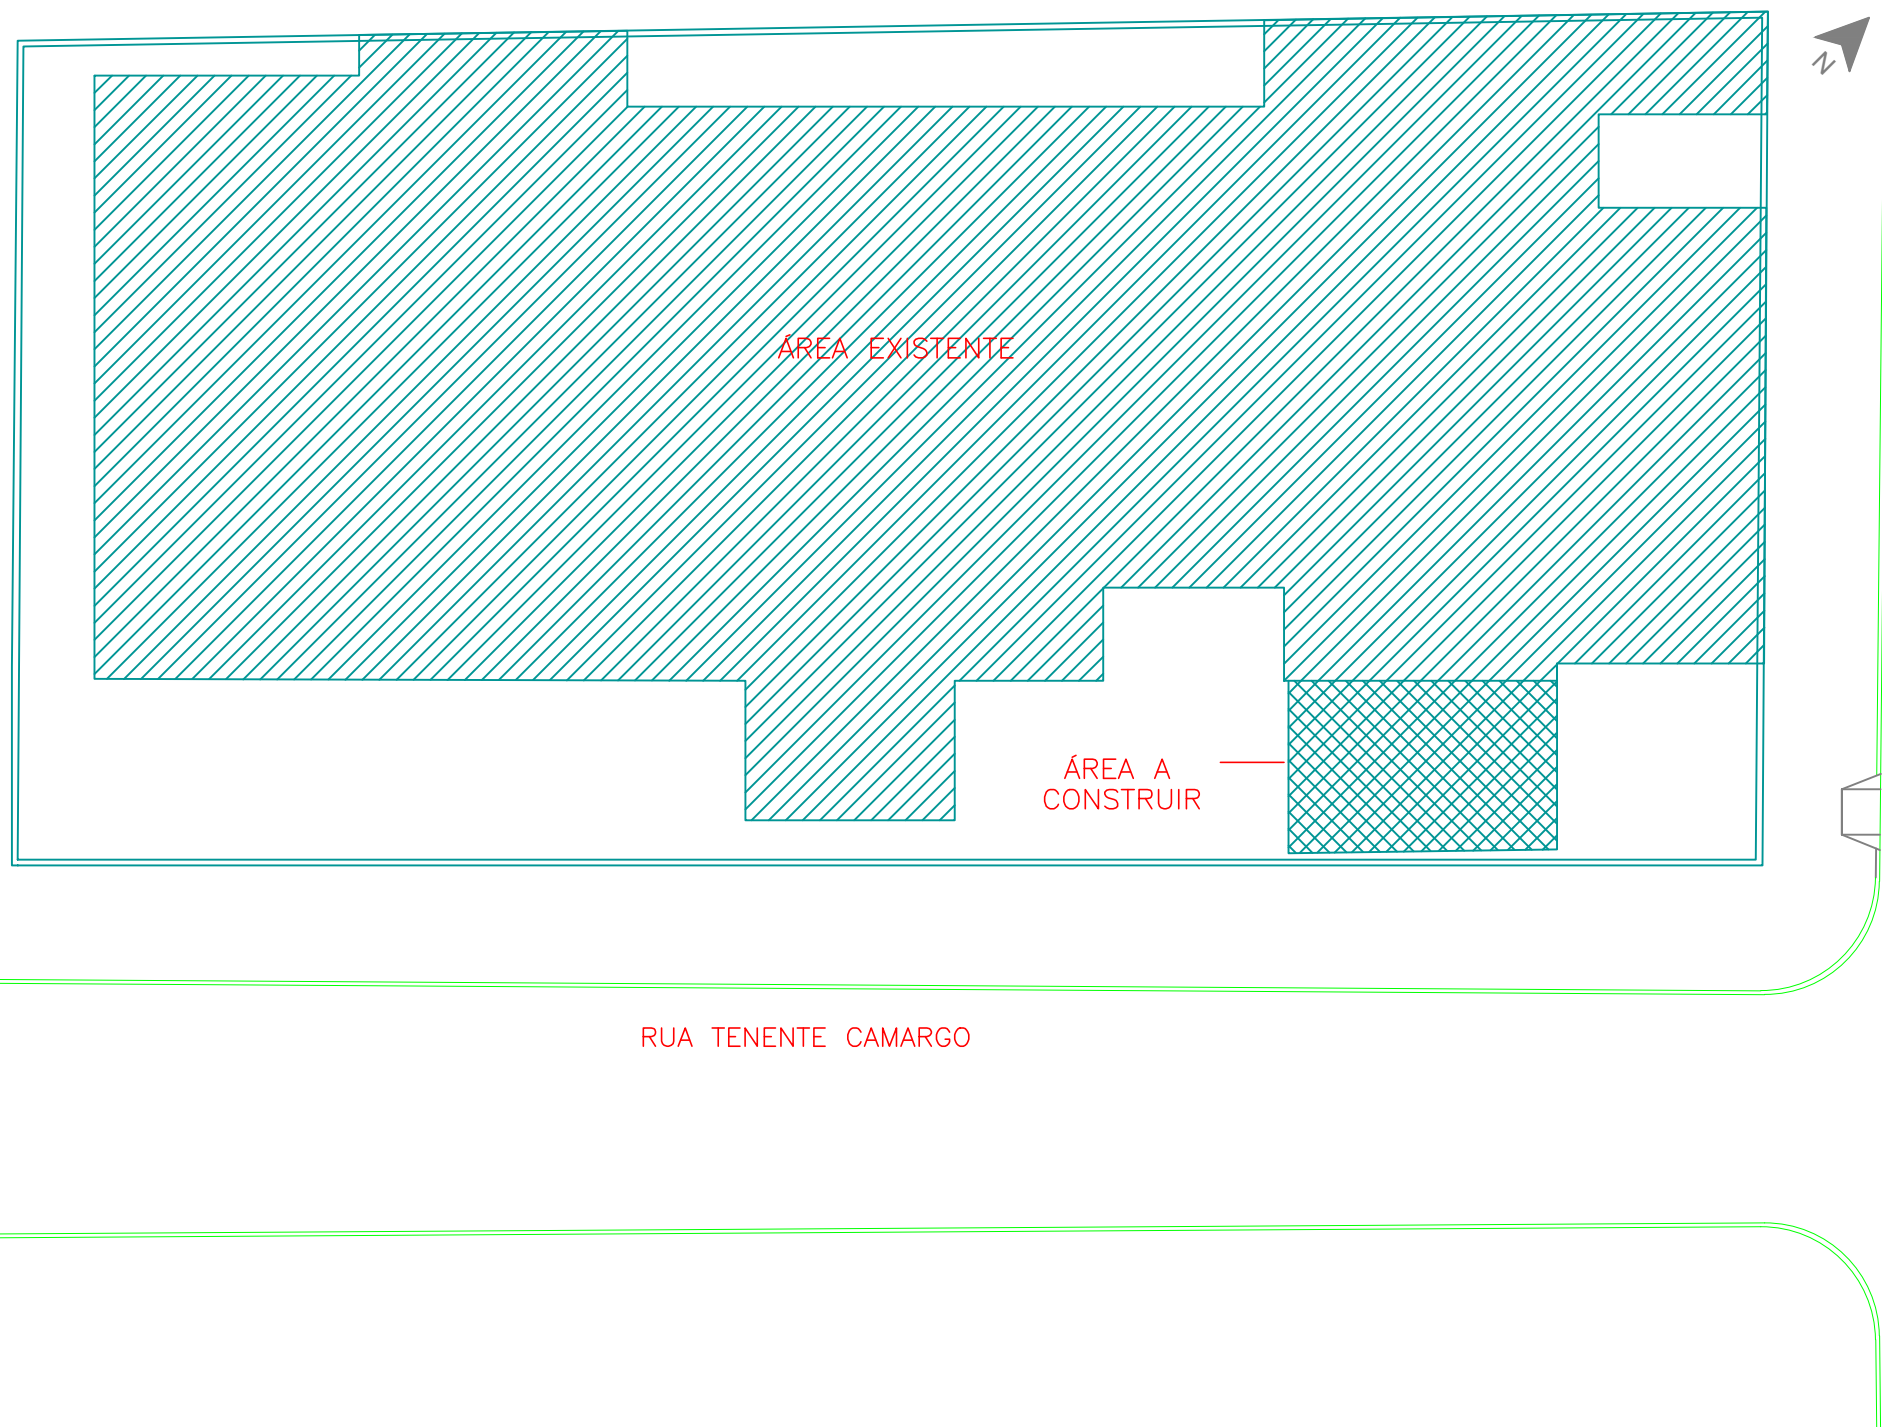 N
ÁREA EXISTENTE
ÁREA A
CONSTRUIR
RUA TENENTE CAMARGO